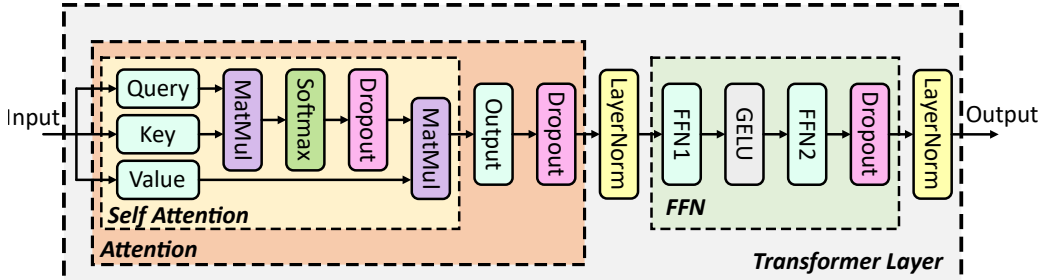 Input
Query
Key
Value
MatMul
Softmax
Dropout
MatMul
Self Attention
Output
Dropout
Attention
LayerNorm
FFN1
GELU
FFN2
Dropout
FFN
LayerNorm
Output
Transformer Layer